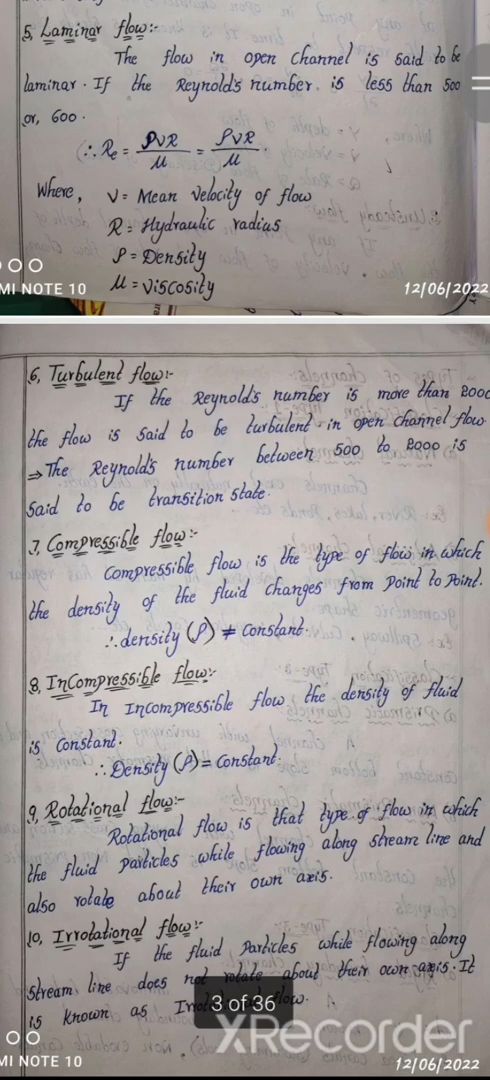 5, Laminar flow:-
The flow in open channel is said to be
laminar. If the Reynold's number is less than 500
or, 600.
(∴Re = ρVR/μ = ρVR/μ.
Where, V = Mean velocity of flow
R = Hydraulic radius
ρ = Density
μ = Viscosity
MI NOTE 10
12/06/2022
6, Turbulent flow:-
If the Reynold's number is more than 2000
the flow is said to be turbulent in open channel flow.
→ The Reynold's number between 500 to 2000 is
said to be transition state.
7, Compressible flow:-
Compressible flow is the type of flow in which
the density of the fluid changes from point to point.
∴ density (ρ) ≠ Constant.
8, InCompressible flow:-
In Incompressible flow the density of fluid
is constant.
∴ Density (ρ) = Constant.
9, Rotational flow:-
Rotational flow is that type of flow in which
the fluid particles while flowing along stream line and
also rotate about their own axis.
10, Irrotational flow:-
If the fluid particles while flowing along
stream line does not rotate about their own axis. It
is known as flow.
3 of 36
XRecorder
MI NOTE 10
12/06/2022